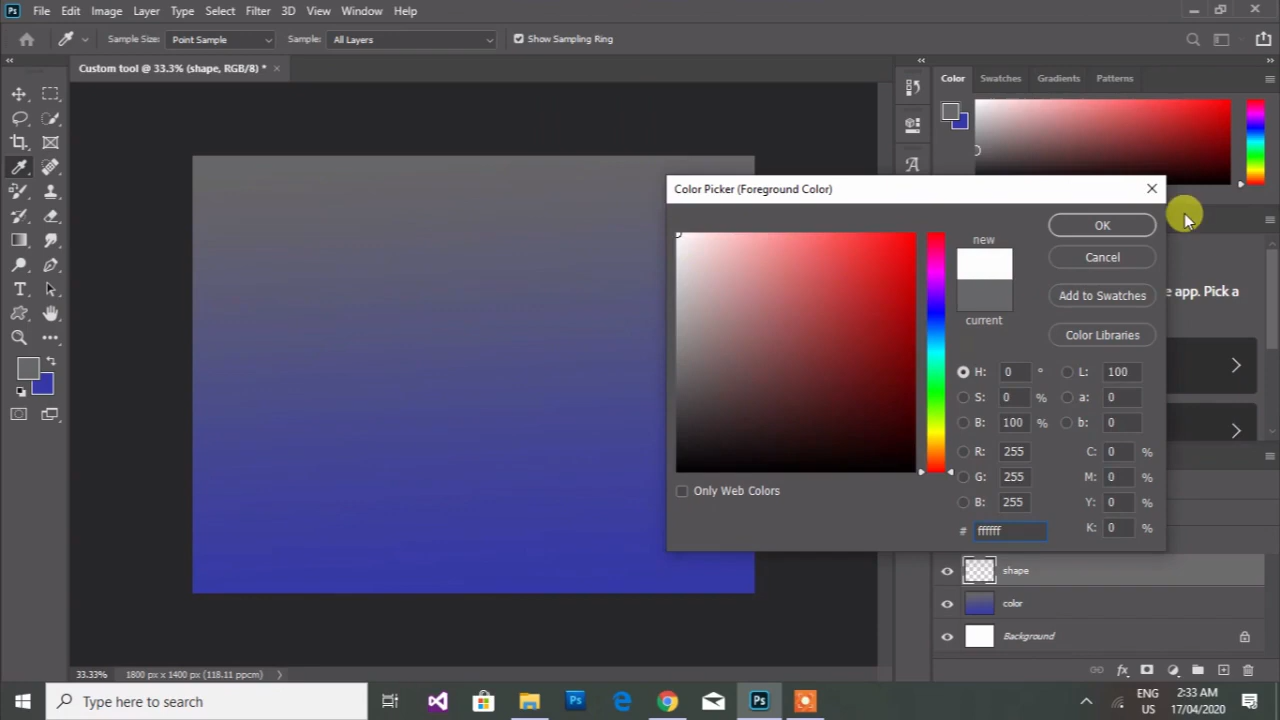 Ps File Edit Image Layer Type Select Filter 3D View Window Help
Sample Size: Point Sample Sample: All Layers Show Sampling Ring
Custom tool @ 33.3% (shape, RGB/8) * ×
Color Swatches Gradients Patterns
Color Picker (Foreground Color)
new
current
OK
Cancel
Add to Swatches
Color Libraries
e app. Pick a
H: 0 ° L: 100
S: 0 % a: 0
B: 100 % b: 0
R: 255 C: 0 %
G: 255 M: 0 %
B: 255 Y: 0 %
# ffffff K: 0 %
Only Web Colors
shape
color
Background
33.33% 1800 px x 1400 px (118.11 ppcm)
fx
Type here to search
Ps
Ps
ENG
US
2:33 AM
17/04/2020